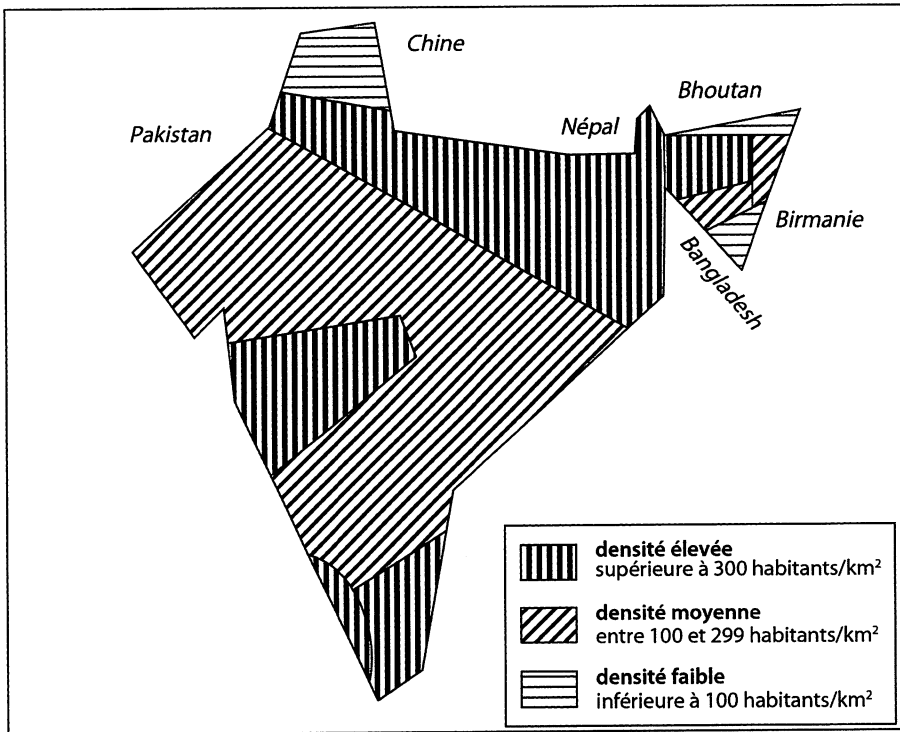 Chine
Bhoutan
Népal
Pakistan
Birmanie
Bangladesh
densité élevée
supérieure à 300 habitants/km²
densité moyenne
entre 100 et 299 habitants/km²
densité faible
inférieure à 100 habitants/km²